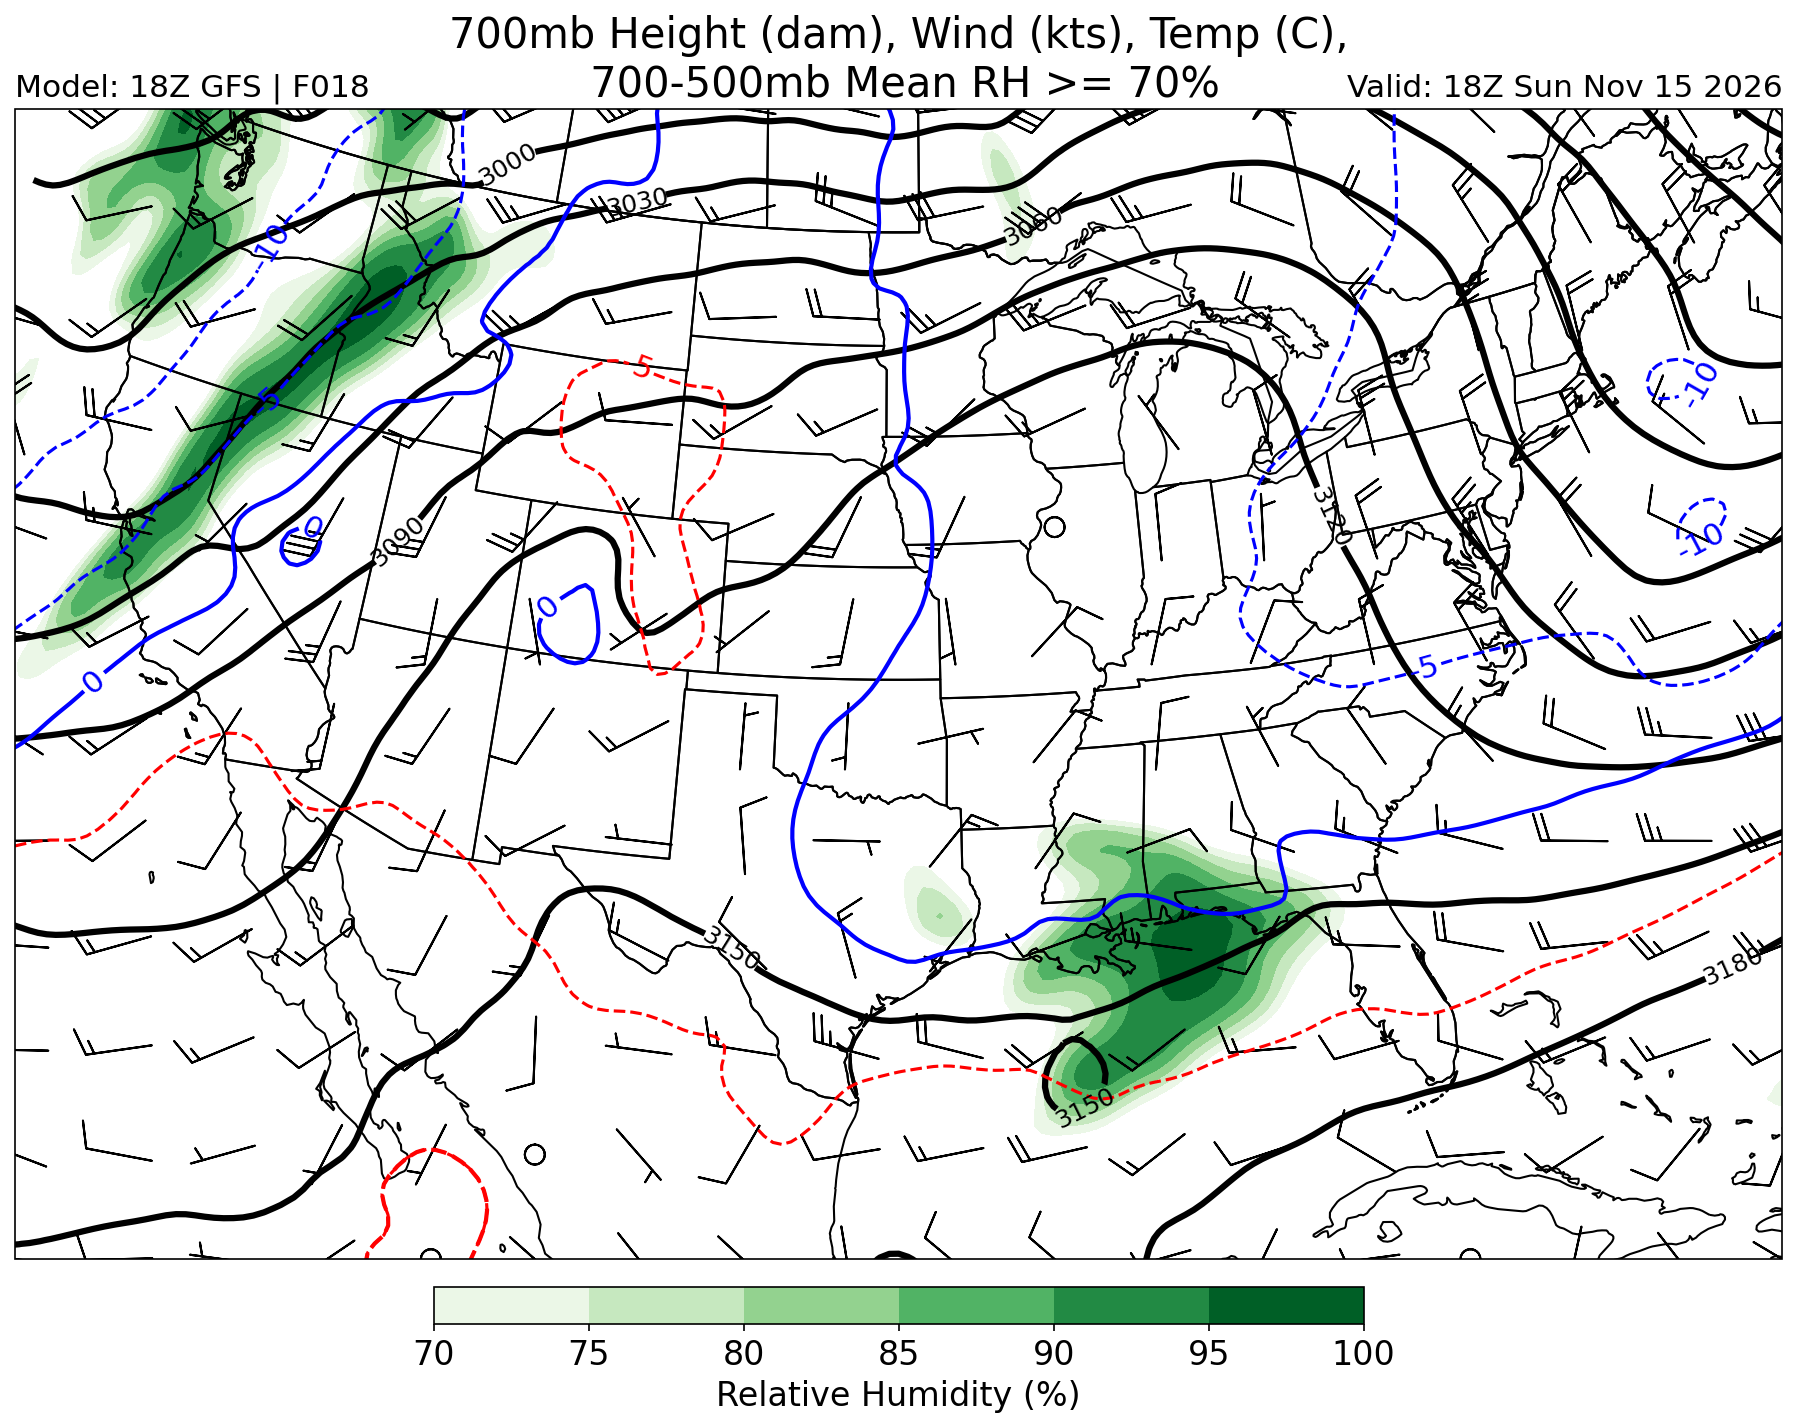 700mb Height (dam), Wind (kts), Temp (C),
700-500mb Mean RH >= 70%
Model: 18Z GFS | F018
Valid: 18Z Sun Nov 15 2026
3000
3030
3060
-10
5
-5
-10
0
3120
-10
3090
0
0
-5
3150
3180
3150
70 75 80 85 90 95 100
Relative Humidity (%)